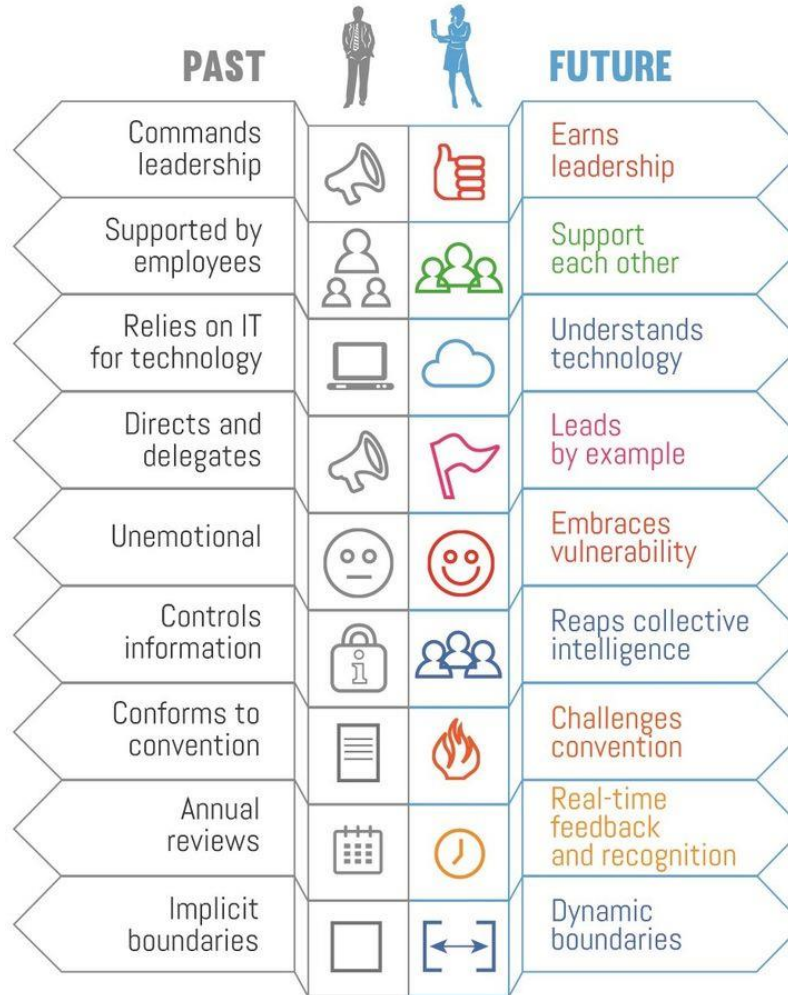 PAST
FUTURE
Commands
leadership
Earns
leadership
Supported by
employees
Support
each other
Relies on IT
for technology
Understands
technology
Directs and
delegates
Leads
by example
Unemotional
Embraces
vulnerability
Controls
information
i
Reaps collective
intelligence
Conforms to
convention
Challenges
convention
Annual
reviews
Real-time
feedback
and recognition
Implicit
boundaries
Dynamic
boundaries